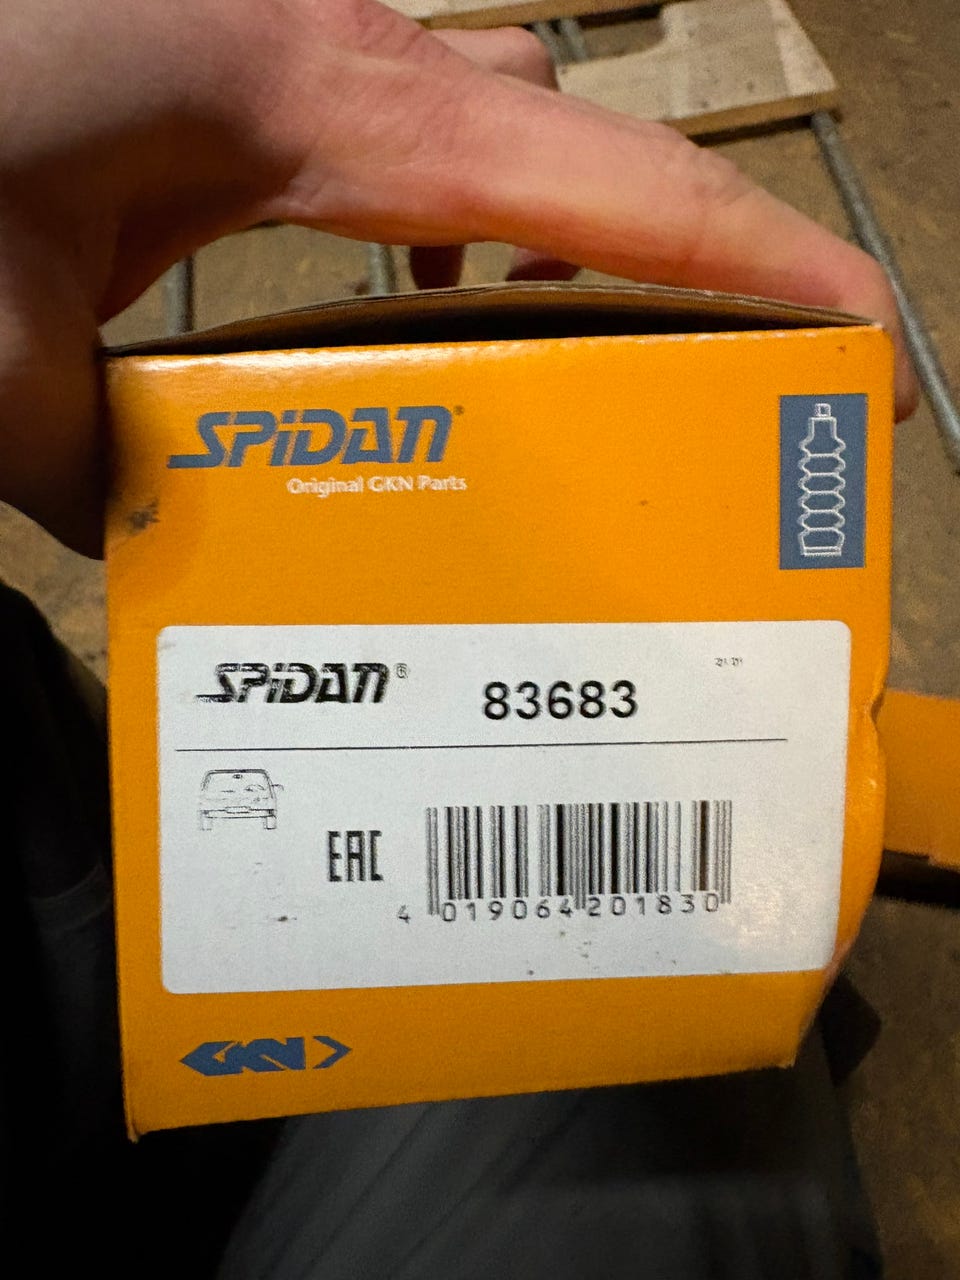 SPiDAN®
Original GKN Parts
SPiDAN®
83683
EAC
4 019064 201830
GKN